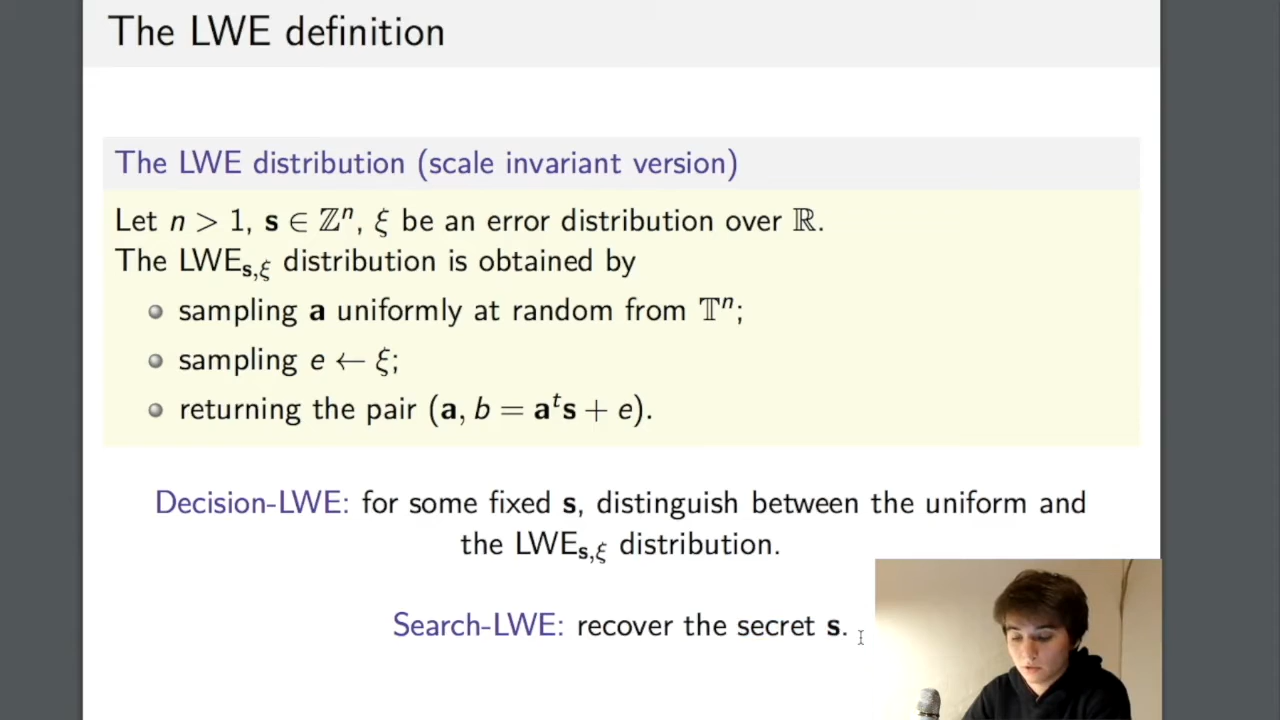 The LWE definition
The LWE distribution (scale invariant version)
Let n > 1, s ∈ ℤⁿ, ξ be an error distribution over ℝ.
The LWE_{s,ξ} distribution is obtained by
sampling a uniformly at random from 𝕋ⁿ;
sampling e ← ξ;
returning the pair (a, b = aᵗs + e).
Decision-LWE: for some fixed s, distinguish between the uniform and
the LWE_{s,ξ} distribution.
Search-LWE: recover the secret s.